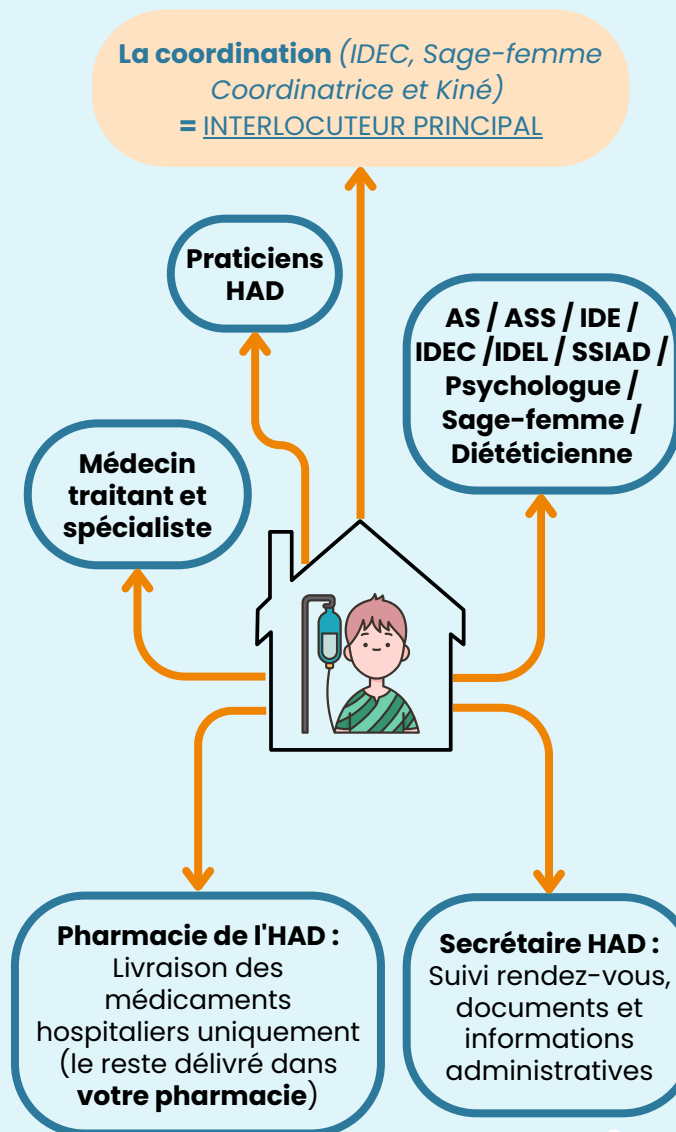 La coordination (IDEC, Sage-femme
Coordinatrice et Kiné)
= INTERLOCUTEUR PRINCIPAL
Praticiens
HAD
AS / ASS / IDE /
IDEC /IDEL / SSIAD /
Psychologue /
Sage-femme /
Diététicienne
Médecin
traitant et
spécialiste
Pharmacie de l'HAD :
Livraison des
médicaments
hospitaliers uniquement
(le reste délivré dans
votre pharmacie)
Secrétaire HAD :
Suivi rendez-vous,
documents et
informations
administratives